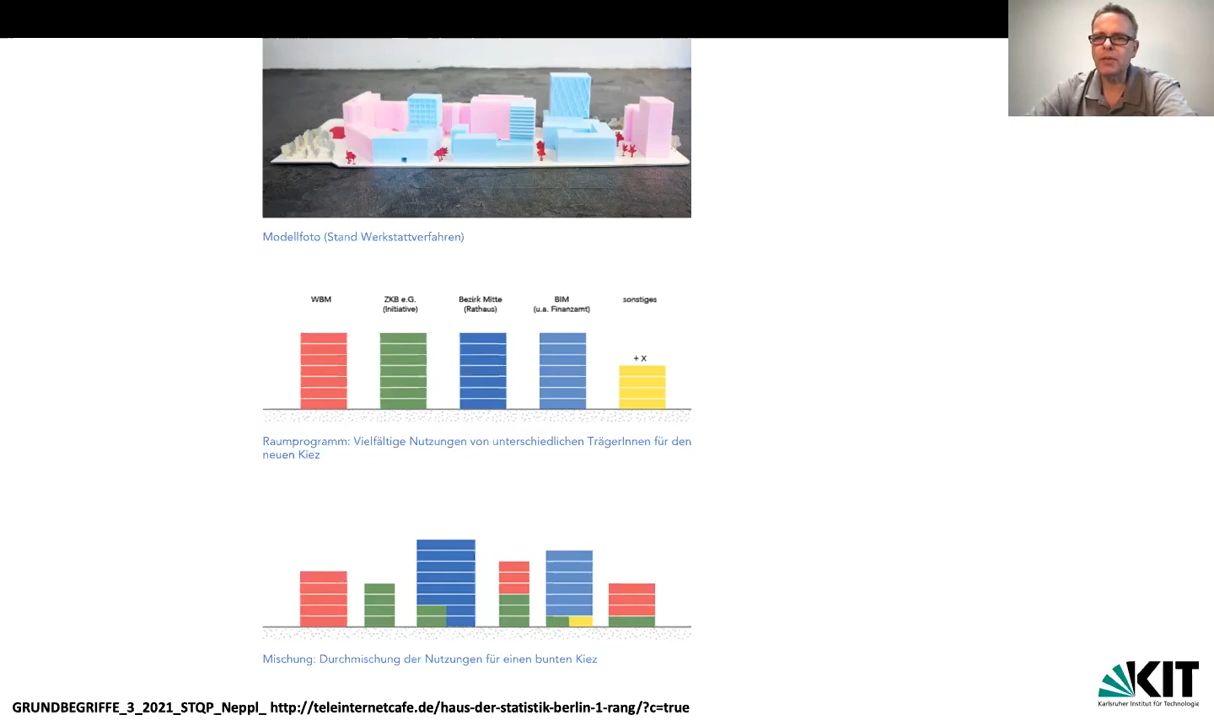 Modellfoto (Stand Werkstattverfahren)
WBM
ZKB e.G.
(Initiative)
Bezirk Mitte
(Rathaus)
BIM
(u.a. Finanzamt)
sonstiges
+ X
Raumprogramm: Vielfältige Nutzungen von unterschiedlichen TrägerInnen für den
neuen Kiez
Mischung: Durchmischung der Nutzungen für einen bunten Kiez
KIT
Karlsruher Institut für Technologie
GRUNDBEGRIFFE_3_2021_STQP_Neppl_ http://teleinternetcafe.de/haus-der-statistik-berlin-1-rang/?c=true